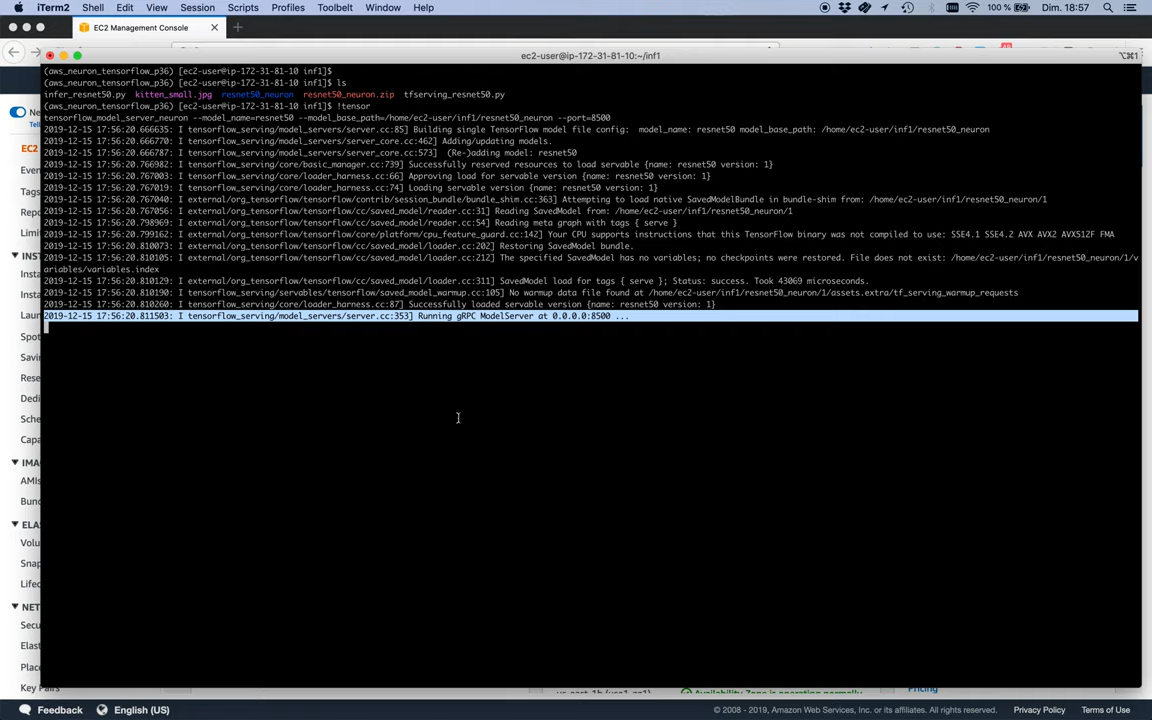 iTerm2 Shell Edit View Session Scripts Profiles Toolbelt Window Help 100 % Dim. 18:57
EC2 Management Console
ec2-user@ip-172-31-81-10:~/inf1 ⌥⌘1
(aws_neuron_tensorflow_p36) [ec2-user@ip-172-31-81-10 inf1]$
(aws_neuron_tensorflow_p36) [ec2-user@ip-172-31-81-10 inf1]$ ls
infer_resnet50.py kitten_small.jpg resnet50_neuron resnet50_neuron.zip tfserving_resnet50.py
(aws_neuron_tensorflow_p36) [ec2-user@ip-172-31-81-10 inf1]$ !tensor
tensorflow_model_server_neuron --model_name=resnet50 --model_base_path=/home/ec2-user/inf1/resnet50_neuron --port=8500
2019-12-15 17:56:20.666635: I tensorflow_serving/model_servers/server.cc:85] Building single TensorFlow model file config: model_name: resnet50 model_base_path: /home/ec2-user/inf1/resnet50_neuron
2019-12-15 17:56:20.666770: I tensorflow_serving/model_servers/server_core.cc:462] Adding/updating models.
2019-12-15 17:56:20.666787: I tensorflow_serving/model_servers/server_core.cc:573] (Re-)adding model: resnet50
2019-12-15 17:56:20.766982: I tensorflow_serving/core/basic_manager.cc:739] Successfully reserved resources to load servable {name: resnet50 version: 1}
2019-12-15 17:56:20.767003: I tensorflow_serving/core/loader_harness.cc:66] Approving load for servable version {name: resnet50 version: 1}
2019-12-15 17:56:20.767019: I tensorflow_serving/core/loader_harness.cc:74] Loading servable version {name: resnet50 version: 1}
2019-12-15 17:56:20.767040: I external/org_tensorflow/tensorflow/contrib/session_bundle/bundle_shim.cc:363] Attempting to load native SavedModelBundle in bundle-shim from: /home/ec2-user/inf1/resnet50_neuron/1
2019-12-15 17:56:20.767056: I external/org_tensorflow/tensorflow/cc/saved_model/reader.cc:31] Reading SavedModel from: /home/ec2-user/inf1/resnet50_neuron/1
2019-12-15 17:56:20.798969: I external/org_tensorflow/tensorflow/cc/saved_model/reader.cc:54] Reading meta graph with tags { serve }
2019-12-15 17:56:20.799162: I external/org_tensorflow/tensorflow/core/platform/cpu_feature_guard.cc:142] Your CPU supports instructions that this TensorFlow binary was not compiled to use: SSE4.1 SSE4.2 AVX AVX2 AVX512F FMA
2019-12-15 17:56:20.810073: I external/org_tensorflow/tensorflow/cc/saved_model/loader.cc:202] Restoring SavedModel bundle.
2019-12-15 17:56:20.810105: I external/org_tensorflow/tensorflow/cc/saved_model/loader.cc:212] The specified SavedModel has no variables; no checkpoints were restored. File does not exist: /home/ec2-user/inf1/resnet50_neuron/1/v
ariables/variables.index
2019-12-15 17:56:20.810129: I external/org_tensorflow/tensorflow/cc/saved_model/loader.cc:311] SavedModel load for tags { serve }; Status: success. Took 43069 microseconds.
2019-12-15 17:56:20.810190: I tensorflow_serving/servables/tensorflow/saved_model_warmup.cc:105] No warmup data file found at /home/ec2-user/inf1/resnet50_neuron/1/assets.extra/tf_serving_warmup_requests
2019-12-15 17:56:20.810260: I tensorflow_serving/core/loader_harness.cc:87] Successfully loaded servable version {name: resnet50 version: 1}
2019-12-15 17:56:20.811503: I tensorflow_serving/model_servers/server.cc:353] Running gRPC ModelServer at 0.0.0.0:8500 ...
Ne
Tell
EC2
Even
Tags
Repo
Limit
INST
Insta
Insta
Laun
Spot
Savin
Rese
Dedi
Sche
Capa
IMA
AMIs
Bund
ELA
Volu
Snap
Lifec
NET
Secu
Elast
Place
Key Pairs
Availability Zone is operating normally
Pricing
Feedback English (US) © 2008 - 2019, Amazon Web Services, Inc. or its affiliates. All rights reserved. Privacy Policy Terms of Use